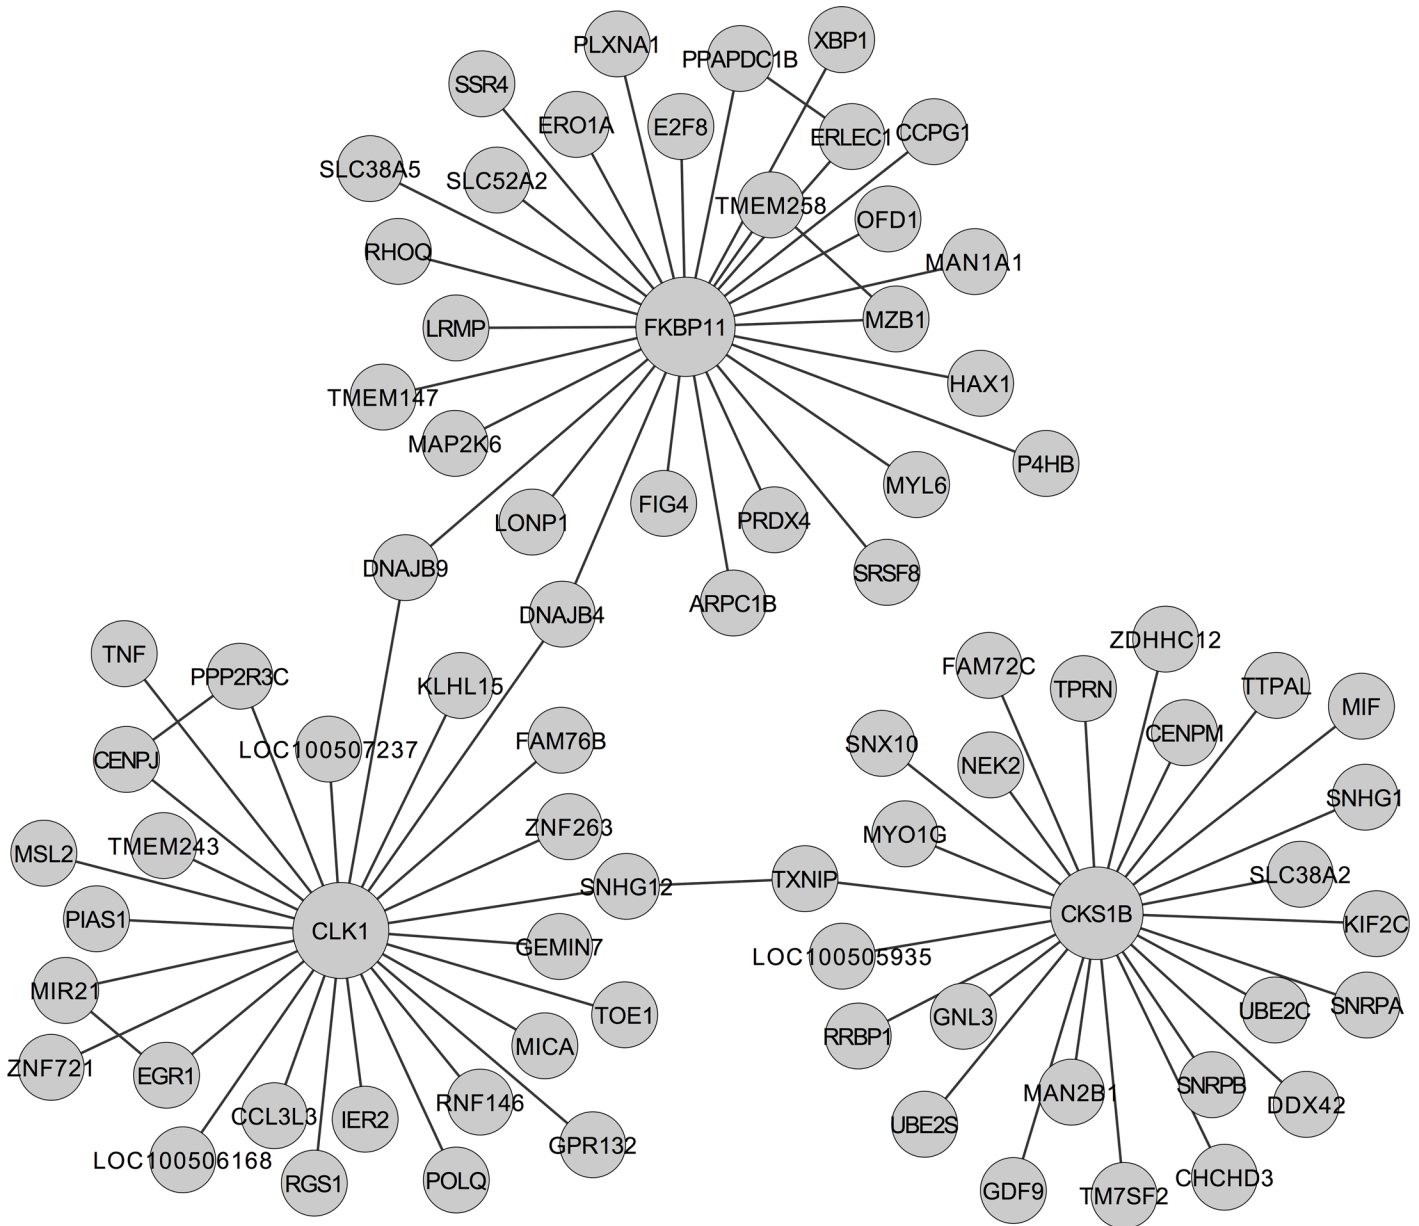 PLXNA1
XBP1
PPAPDC1B
SSR4
ERO1A
E2F8
ERLEC1
CCPG1
SLC38A5
SLC52A2
TMEM258
OFD1
RHOQ
MAN1A1
LRMP
FKBP11
MZB1
TMEM147
HAX1
MAP2K6
P4HB
MYL6
FIG4
LONP1
PRDX4
DNAJB9
SRSF8
ARPC1B
DNAJB4
ZDHHC12
TNF
FAM72C
PPP2R3C
KLHL15
TPRN
TTPAL
MIF
CENPM
FAM76B
SNX10
LOC100507237
CENPJ
NEK2
SNHG1
ZNF263
MYO1G
TMEM243
MSL2
SLC38A2
TXNIP
SNHG12
CKS1B
PIAS1
KIF2C
CLK1
GEMIN7
LOC100505935
MIR21
SNRPA
UBE2C
TOE1
GNL3
RRBP1
MICA
ZNF721
EGR1
SNRPB
MAN2B1
RNF146
DDX42
CCL3L3
IER2
UBE2S
GPR132
LOC100506168
CHCHD3
POLQ
RGS1
GDF9
TM7SF2